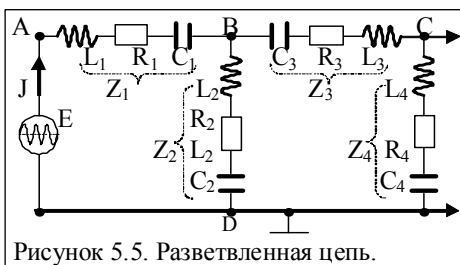 A B C
L1 R1 C1 C3 R3 L3
J Z1 L2 Z3 L4
E
R2
Z2 L2 Z4 R4
C2 C4
D
Рисунок 5.5. Разветвленная цепь.